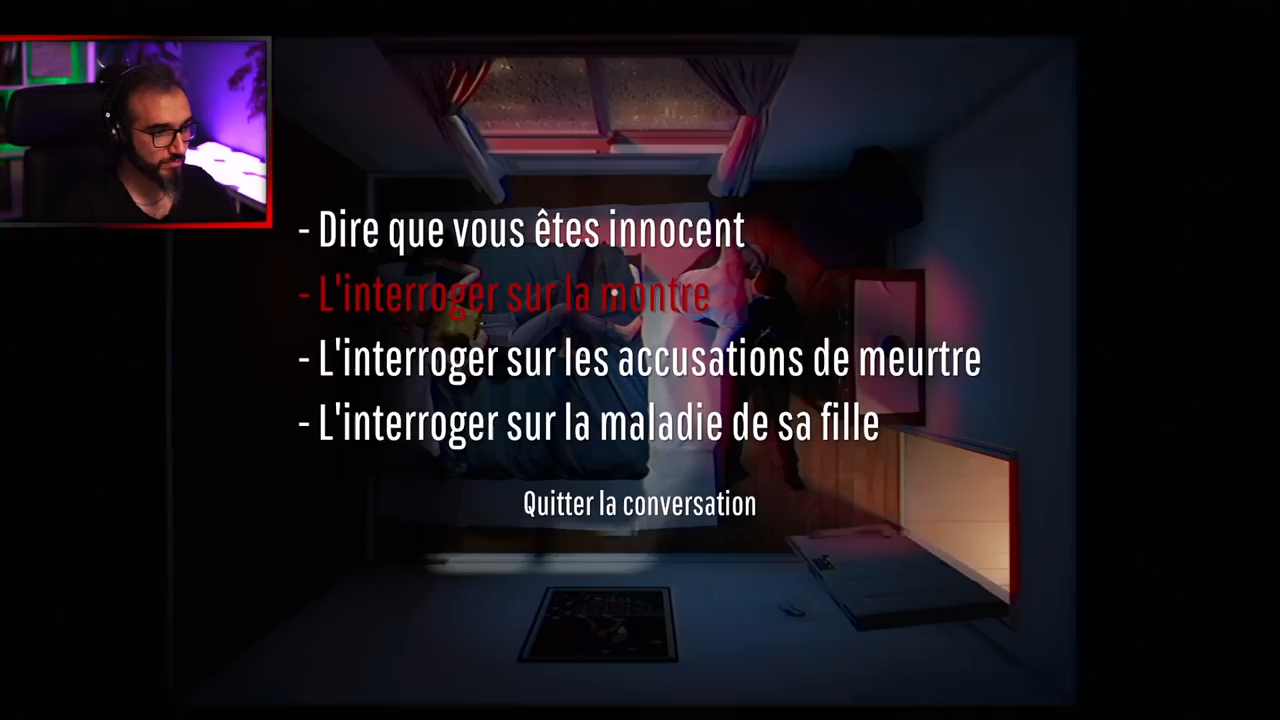 - Dire que vous êtes innocent
- L'interroger sur la montre
- L'interroger sur les accusations de meurtre
- L'interroger sur la maladie de sa fille
Quitter la conversation